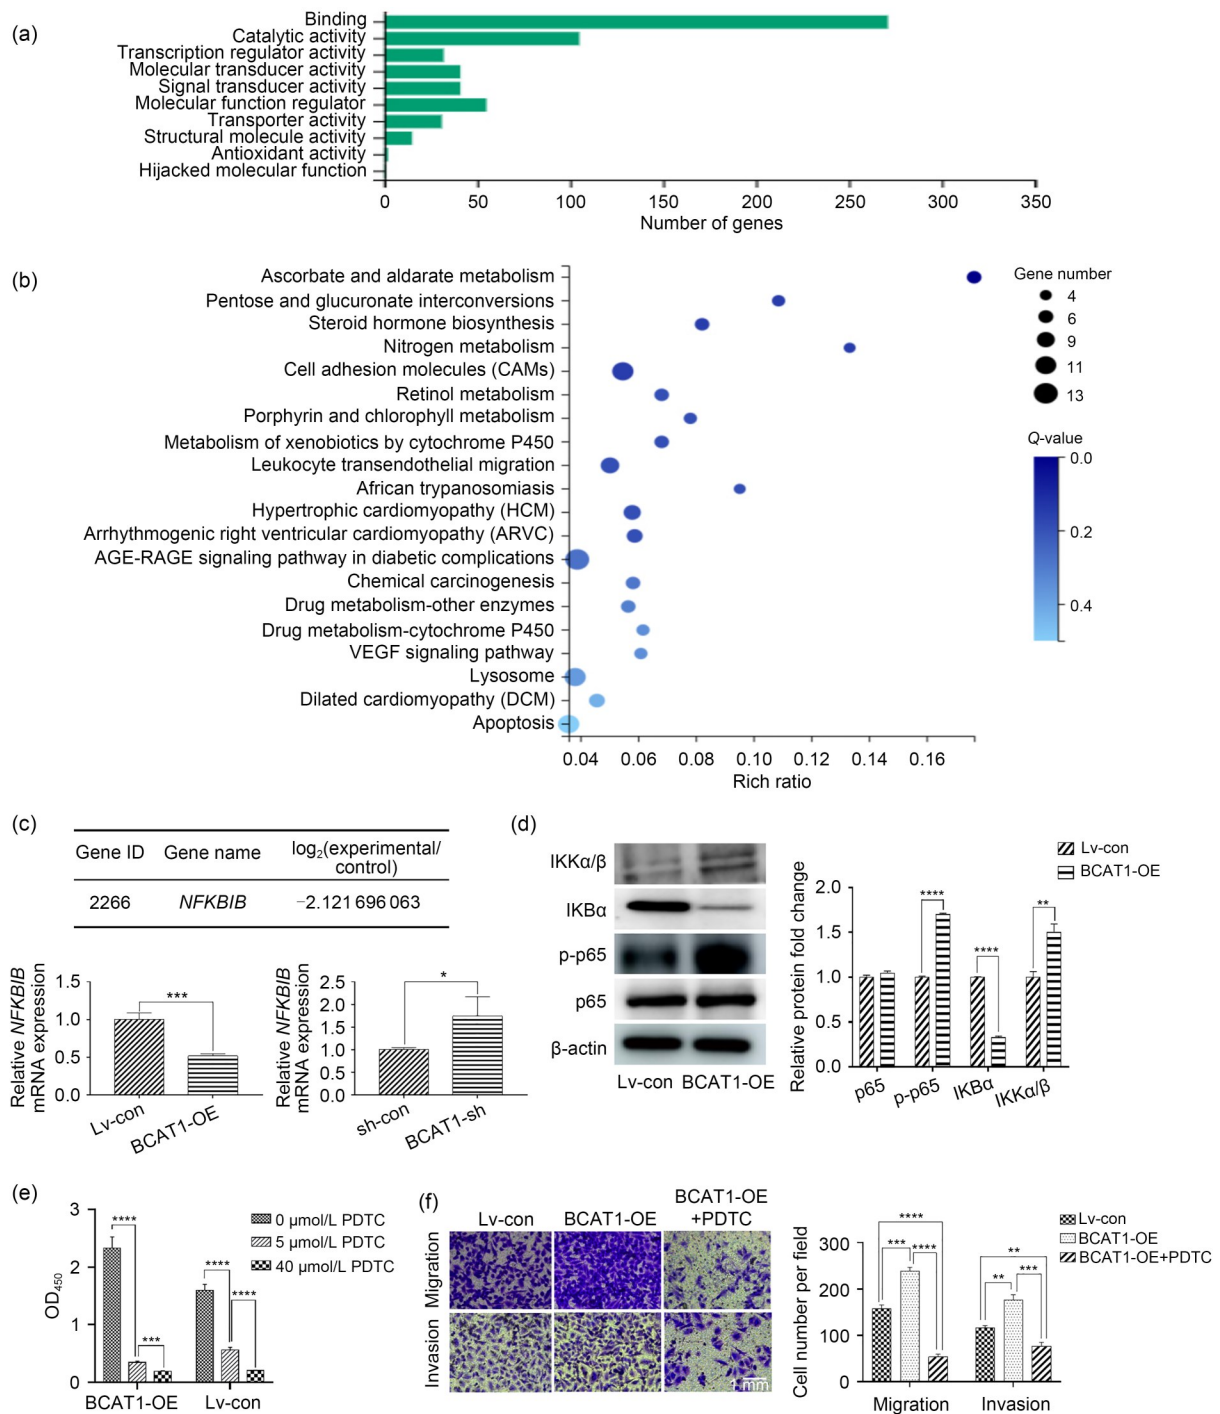 (a)
Binding
Catalytic activity
Transcription regulator activity
Molecular transducer activity
Signal transducer activity
Molecular function regulator
Transporter activity
Structural molecule activity
Antioxidant activity
Hijacked molecular function
0 50 100 150 200 250 300 350
Number of genes
(b)
Ascorbate and aldarate metabolism
Pentose and glucuronate interconversions
Steroid hormone biosynthesis
Nitrogen metabolism
Cell adhesion molecules (CAMs)
Retinol metabolism
Porphyrin and chlorophyll metabolism
Metabolism of xenobiotics by cytochrome P450
Leukocyte transendothelial migration
African trypanosomiasis
Hypertrophic cardiomyopathy (HCM)
Arrhythmogenic right ventricular cardiomyopathy (ARVC)
AGE-RAGE signaling pathway in diabetic complications
Chemical carcinogenesis
Drug metabolism-other enzymes
Drug metabolism-cytochrome P450
VEGF signaling pathway
Lysosome
Dilated cardiomyopathy (DCM)
Apoptosis
0.04 0.06 0.08 0.10 0.12 0.14 0.16
Rich ratio
Gene number
4
6
9
11
13
Q-value
0.0
0.2
0.4
(c)
Gene ID Gene name log2(experimental/
control)
2266 NFKBIB −2.121 696 063
Relative NFKBIB
mRNA expression
1.5
1.0
0.5
0.0
***
Lv-con
BCAT1-OE
Relative NFKBIB
mRNA expression
2.5
2.0
1.5
1.0
0.5
0.0
*
sh-con
BCAT1-sh
(d)
IKKα/β
IKBα
p-p65
p65
β-actin
Lv-con BCAT1-OE
Lv-con
BCAT1-OE
Relative protein fold change
2.0
1.5
1.0
0.5
0.0
****
****
**
p65
p-p65
IKBα
IKKα/β
(e)
OD450
3
2
1
0
****
***
****
****
0 μmol/L PDTC
5 μmol/L PDTC
40 μmol/L PDTC
BCAT1-OE Lv-con
(f)
Lv-con BCAT1-OE BCAT1-OE
+PDTC
Migration
Invasion
1 mm
Cell number per field
300
200
100
0
****
*** ****
**
** ***
Lv-con
BCAT1-OE
BCAT1-OE+PDTC
Migration Invasion